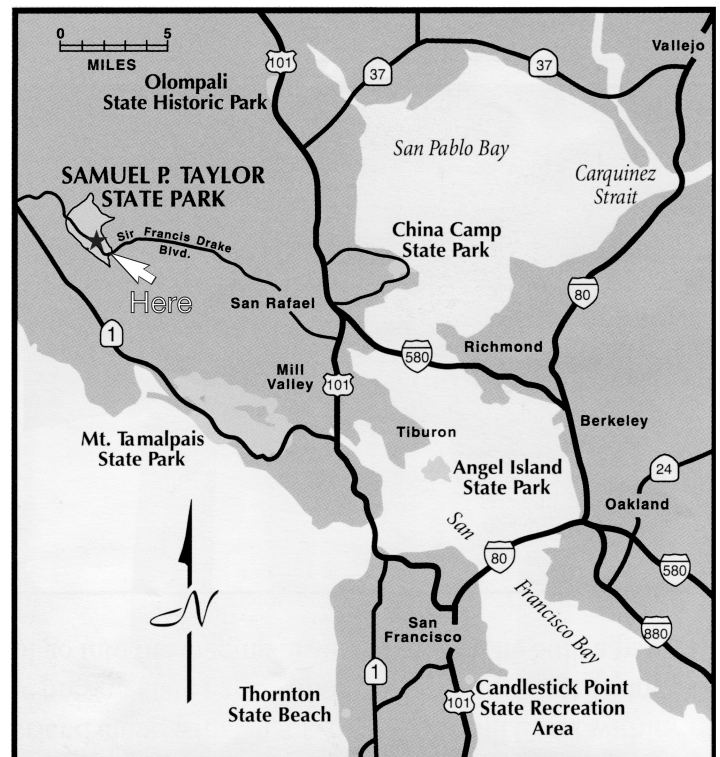 0 5
MILES
Vallejo
101
37
37
Olompali
State Historic Park
San Pablo Bay
Carquinez
Strait
SAMUEL P. TAYLOR
STATE PARK
Sir Francis Drake
Blvd.
China Camp
State Park
Here
San Rafael
80
1
580
Richmond
Mill
Valley
101
Tiburon
Berkeley
Mt. Tamalpais
State Park
Angel Island
State Park
24
Oakland
San
Francisco Bay
80
580
N
880
San
Francisco
1
Thornton
State Beach
101
Candlestick Point
State Recreation
Area